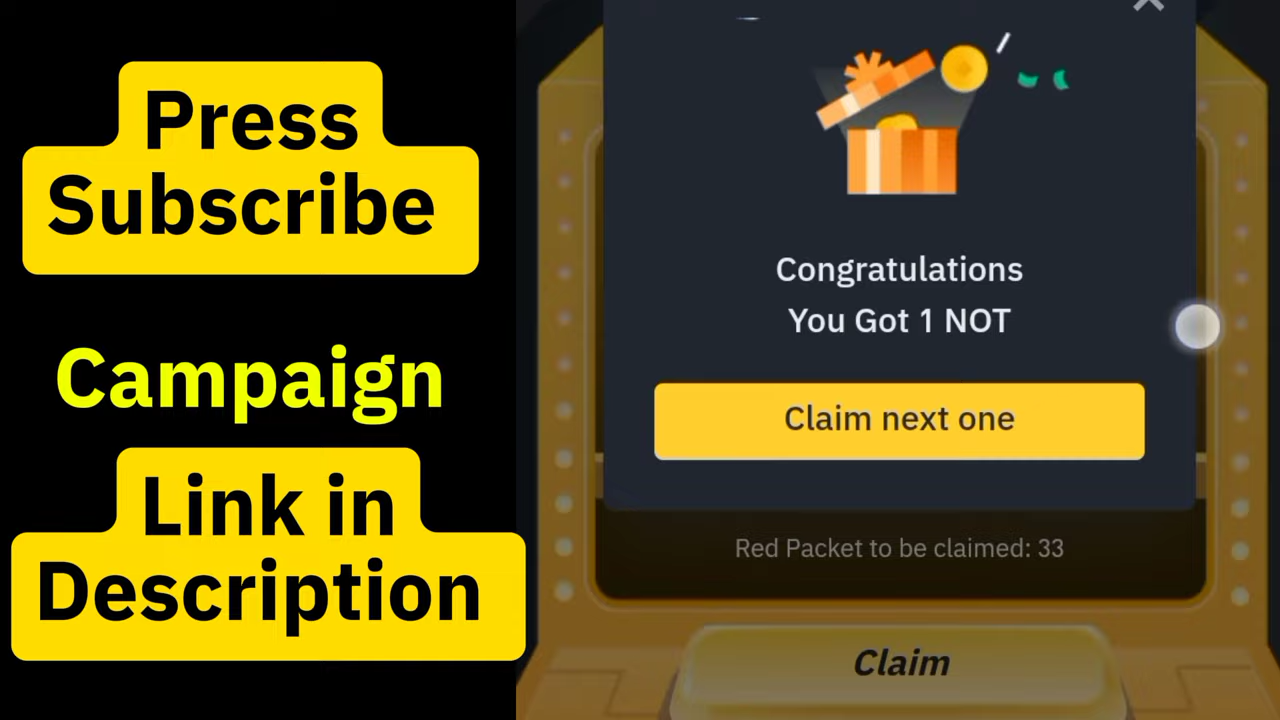 Press
Subscribe
Campaign
Link in
Description
Congratulations
You Got 1 NOT
Claim next one
Red Packet to be claimed: 33
Claim